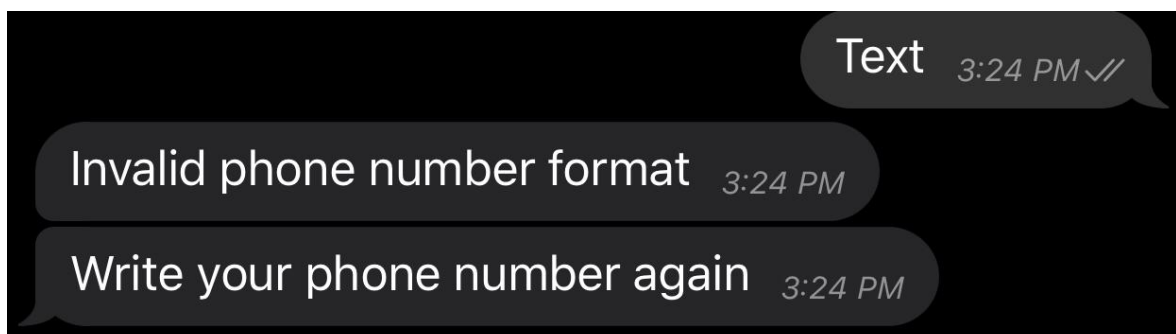 Text 3:24 PM
Invalid phone number format 3:24 PM
Write your phone number again 3:24 PM